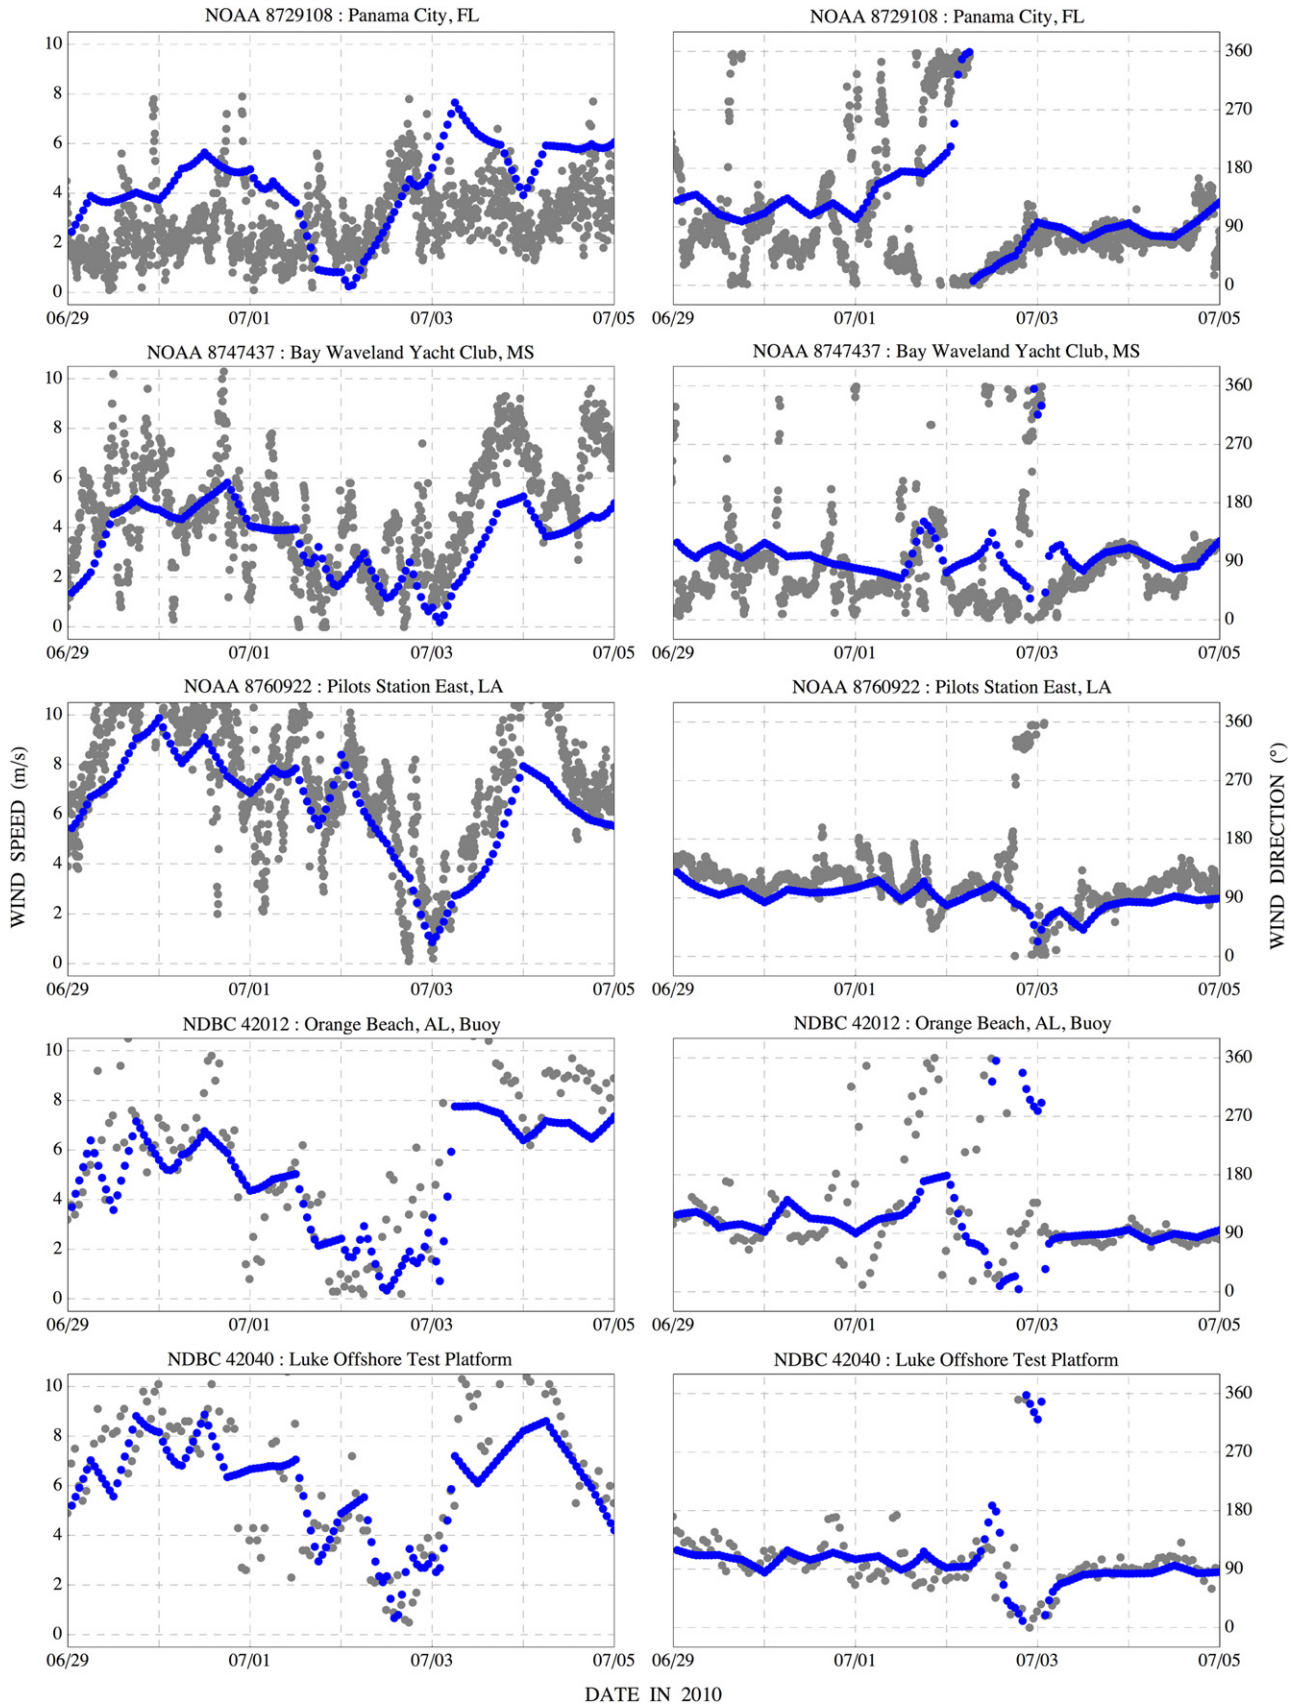 NOAA 8729108 : Panama City, FL
NOAA 8729108 : Panama City, FL
10
8
6
4
2
0
360
270
180
90
0
06/29 07/01 07/03 07/05
06/29 07/01 07/03 07/05
NOAA 8747437 : Bay Waveland Yacht Club, MS
NOAA 8747437 : Bay Waveland Yacht Club, MS
10
8
6
4
2
0
360
270
180
90
0
06/29 07/01 07/03 07/05
06/29 07/01 07/03 07/05
NOAA 8760922 : Pilots Station East, LA
NOAA 8760922 : Pilots Station East, LA
WIND SPEED (m/s)
10
8
6
4
2
0
360
270
180
90
0
WIND DIRECTION (°)
06/29 07/01 07/03 07/05
06/29 07/01 07/03 07/05
NDBC 42012 : Orange Beach, AL, Buoy
NDBC 42012 : Orange Beach, AL, Buoy
10
8
6
4
2
0
360
270
180
90
0
06/29 07/01 07/03 07/05
06/29 07/01 07/03 07/05
NDBC 42040 : Luke Offshore Test Platform
NDBC 42040 : Luke Offshore Test Platform
10
8
6
4
2
0
360
270
180
90
0
06/29 07/01 07/03 07/05
06/29 07/01 07/03 07/05
DATE IN 2010